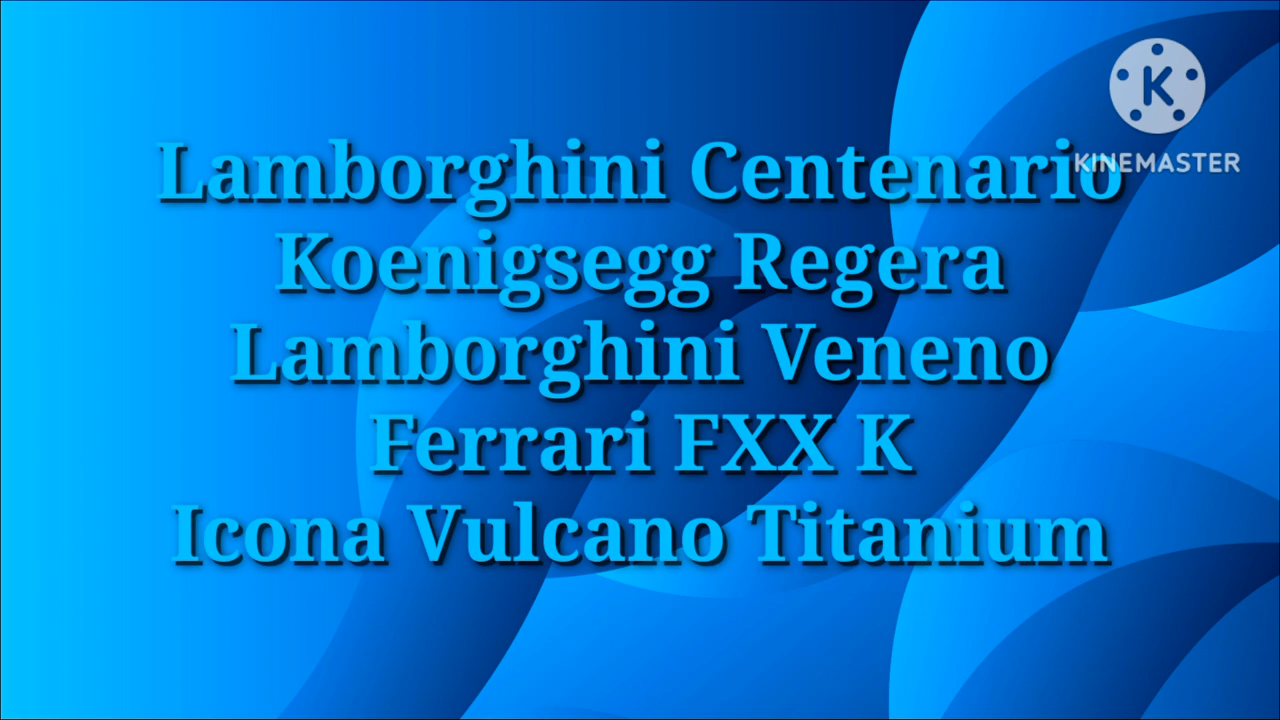 K
KINEMASTER
Lamborghini Centenario
Koenigsegg Regera
Lamborghini Veneno
Ferrari FXX K
Icona Vulcano Titanium